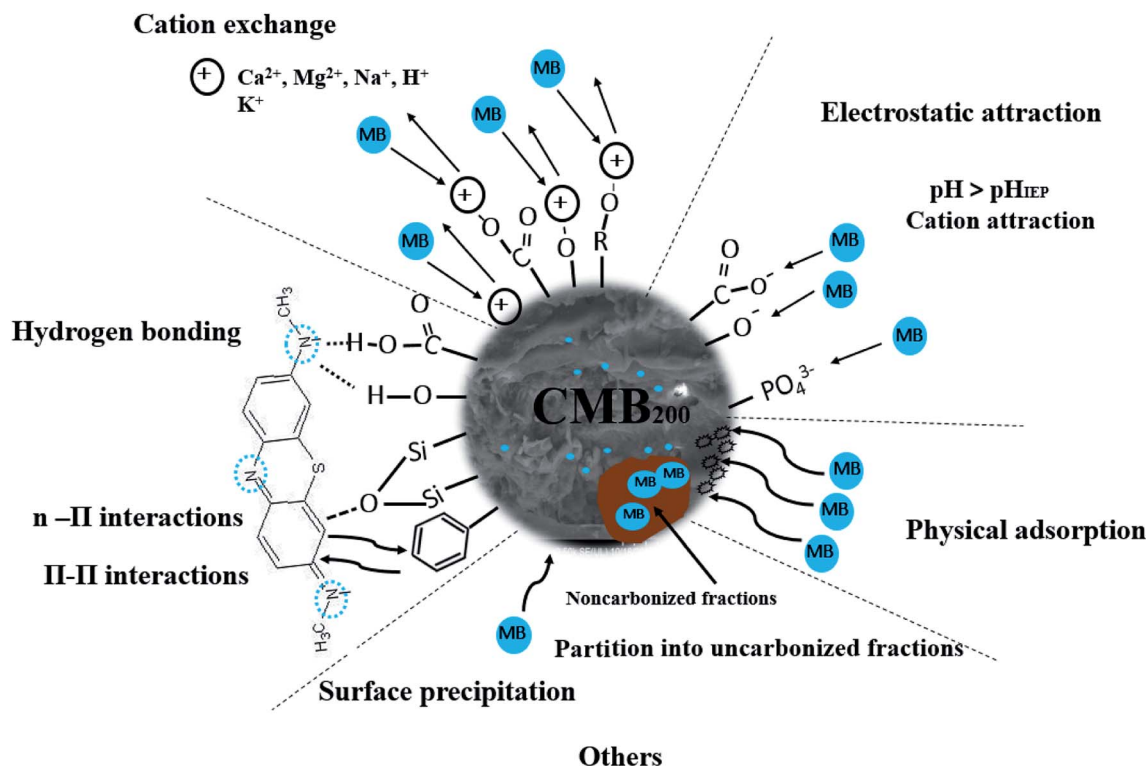 Cation exchange
+
Ca²⁺, Mg²⁺, Na⁺, H⁺
K⁺
MB
MB
MB
MB
+
+
+
+
O
O
C
O
O
R
Electrostatic attraction
pH > pH_IEP
Cation attraction
O
C
O⁻
MB
O⁻
MB
PO₄³⁻
MB
Hydrogen bonding
CH₃
N
H
O
C
O
H
O
N
S
N
H₃C
Si
O
Si
n –Π interactions
Π-Π interactions
CMB₂₀₀
MB
MB
MB
MB
MB
MB
Physical adsorption
Noncarbonized fractions
MB
Partition into uncarbonized fractions
Surface precipitation
Others